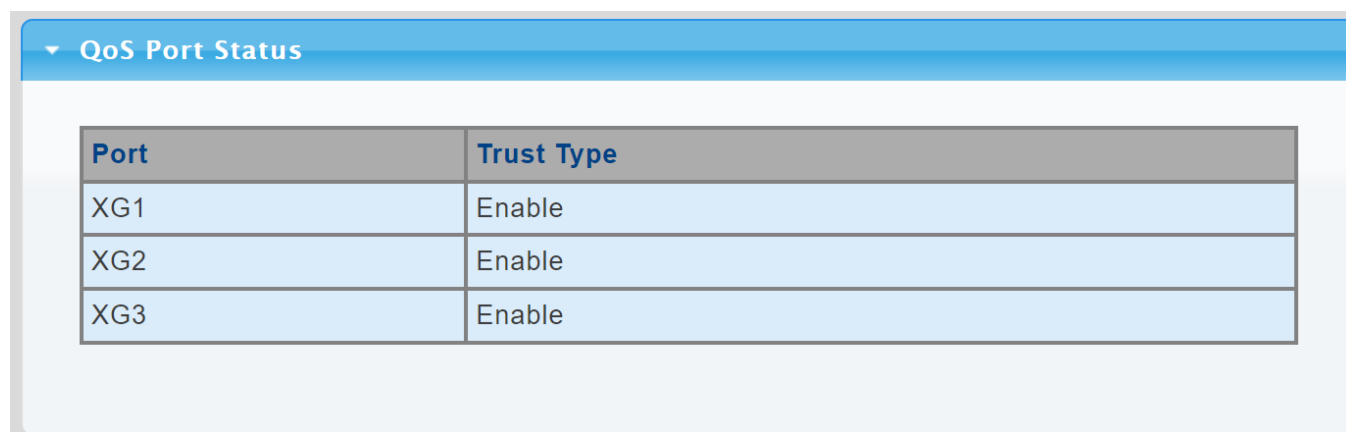 QoS Port Status
Port Trust Type
XG1 Enable
XG2 Enable
XG3 Enable